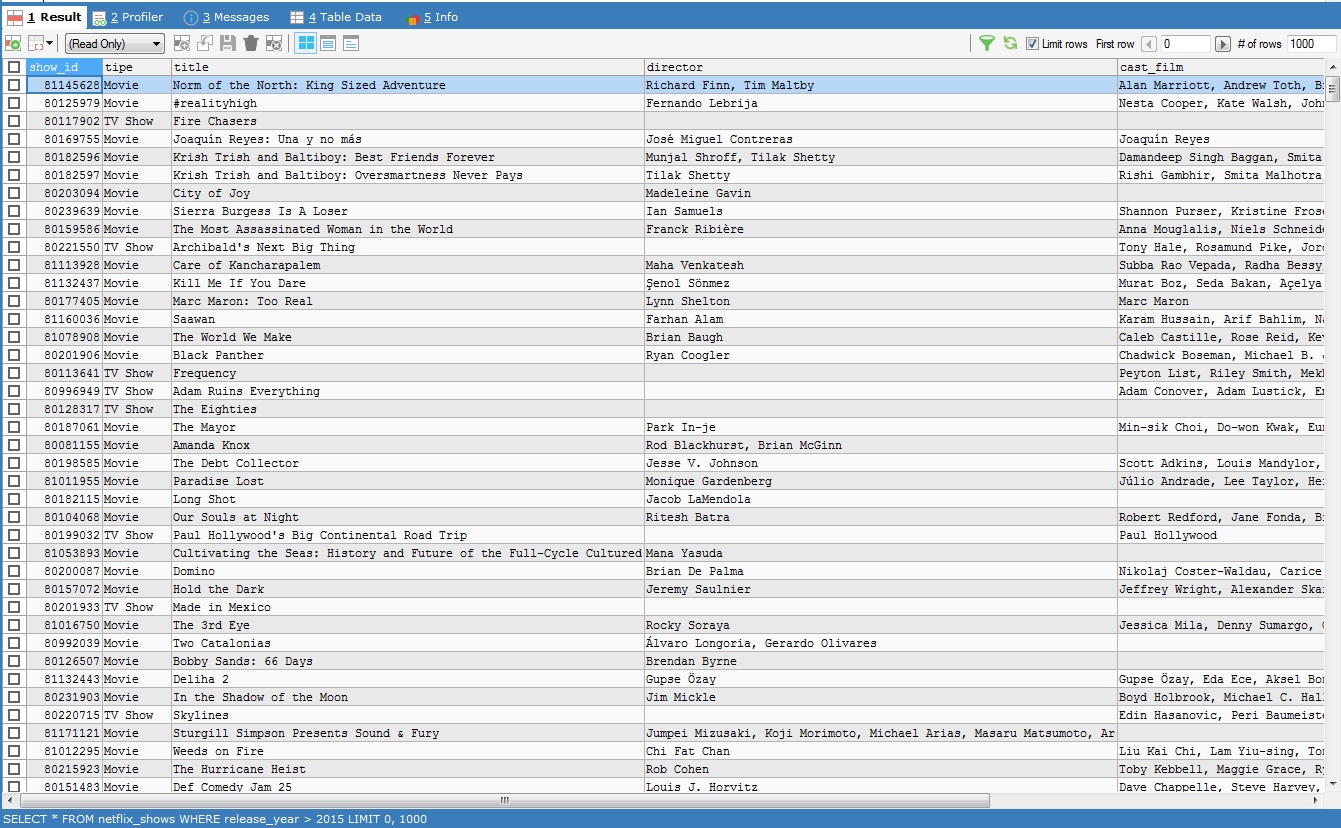 1 Result 2 Profiler 3 Messages 4 Table Data 5 Info
(Read Only) Limit rows First row 0 # of rows 1000
show_id tipe title director cast_film
81145628 Movie Norm of the North: King Sized Adventure Richard Finn, Tim Maltby Alan Marriott, Andrew Toth, B
80125979 Movie #realityhigh Fernando Lebrija Nesta Cooper, Kate Walsh, John
80117902 TV Show Fire Chasers
80169755 Movie Joaquín Reyes: Una y no más José Miguel Contreras Joaquín Reyes
80182596 Movie Krish Trish and Baltiboy: Best Friends Forever Munjal Shroff, Tilak Shetty Damandeep Singh Baggan, Smita
80182597 Movie Krish Trish and Baltiboy: Oversmartness Never Pays Tilak Shetty Rishi Gambhir, Smita Malhotra
80203094 Movie City of Joy Madeleine Gavin
80239639 Movie Sierra Burgess Is A Loser Ian Samuels Shannon Purser, Kristine Frose
80159586 Movie The Most Assassinated Woman in the World Franck Ribière Anna Mouglalis, Niels Schneide
80221550 TV Show Archibald's Next Big Thing Tony Hale, Rosamund Pike, Jord
81113928 Movie Care of Kancharapalem Maha Venkatesh Subba Rao Vepada, Radha Bessy,
81132437 Movie Kill Me If You Dare Şenol Sönmez Murat Boz, Seda Bakan, Açelya
80177405 Movie Marc Maron: Too Real Lynn Shelton Marc Maron
81160036 Movie Saawan Farhan Alam Karam Hussain, Arif Bahlim, Na
81078908 Movie The World We Make Brian Baugh Caleb Castille, Rose Reid, Kev
80201906 Movie Black Panther Ryan Coogler Chadwick Boseman, Michael B.
80113641 TV Show Frequency Peyton List, Riley Smith, Mekh
80996949 TV Show Adam Ruins Everything Adam Conover, Adam Lustick, Em
80128317 TV Show The Eighties
80187061 Movie The Mayor Park In-je Min-sik Choi, Do-won Kwak, Eun
80081155 Movie Amanda Knox Rod Blackhurst, Brian McGinn
80198585 Movie The Debt Collector Jesse V. Johnson Scott Adkins, Louis Mandylor,
81011955 Movie Paradise Lost Monique Gardenberg Júlio Andrade, Lee Taylor, He
80182115 Movie Long Shot Jacob LaMendola
80104068 Movie Our Souls at Night Ritesh Batra Robert Redford, Jane Fonda, B
80199032 TV Show Paul Hollywood's Big Continental Road Trip Paul Hollywood
81053893 Movie Cultivating the Seas: History and Future of the Full-Cycle Cultured Mana Yasuda
80200087 Movie Domino Brian De Palma Nikolaj Coster-Waldau, Carice
80157072 Movie Hold the Dark Jeremy Saulnier Jeffrey Wright, Alexander Ska
80201933 TV Show Made in Mexico
81016750 Movie The 3rd Eye Rocky Soraya Jessica Mila, Denny Sumargo,
80992039 Movie Two Catalonias Álvaro Longoria, Gerardo Olivares
80126507 Movie Bobby Sands: 66 Days Brendan Byrne
81132443 Movie Deliha 2 Gupse Özay Gupse Özay, Eda Ece, Aksel Bon
80231903 Movie In the Shadow of the Moon Jim Mickle Boyd Holbrook, Michael C. Hal
80220715 TV Show Skylines Edin Hasanovic, Peri Baumeiste
81171121 Movie Sturgill Simpson Presents Sound & Fury Jumpei Mizusaki, Koji Morimoto, Michael Arias, Masaru Matsumoto, Ar
81012295 Movie Weeds on Fire Chi Fat Chan Liu Kai Chi, Lam Yiu-sing, To
80215923 Movie The Hurricane Heist Rob Cohen Toby Kebbell, Maggie Grace, Ry
80151483 Movie Def Comedy Jam 25 Louis J. Horvitz Dave Chappelle, Steve Harvey,
SELECT * FROM netflix_shows WHERE release_year > 2015 LIMIT 0, 1000